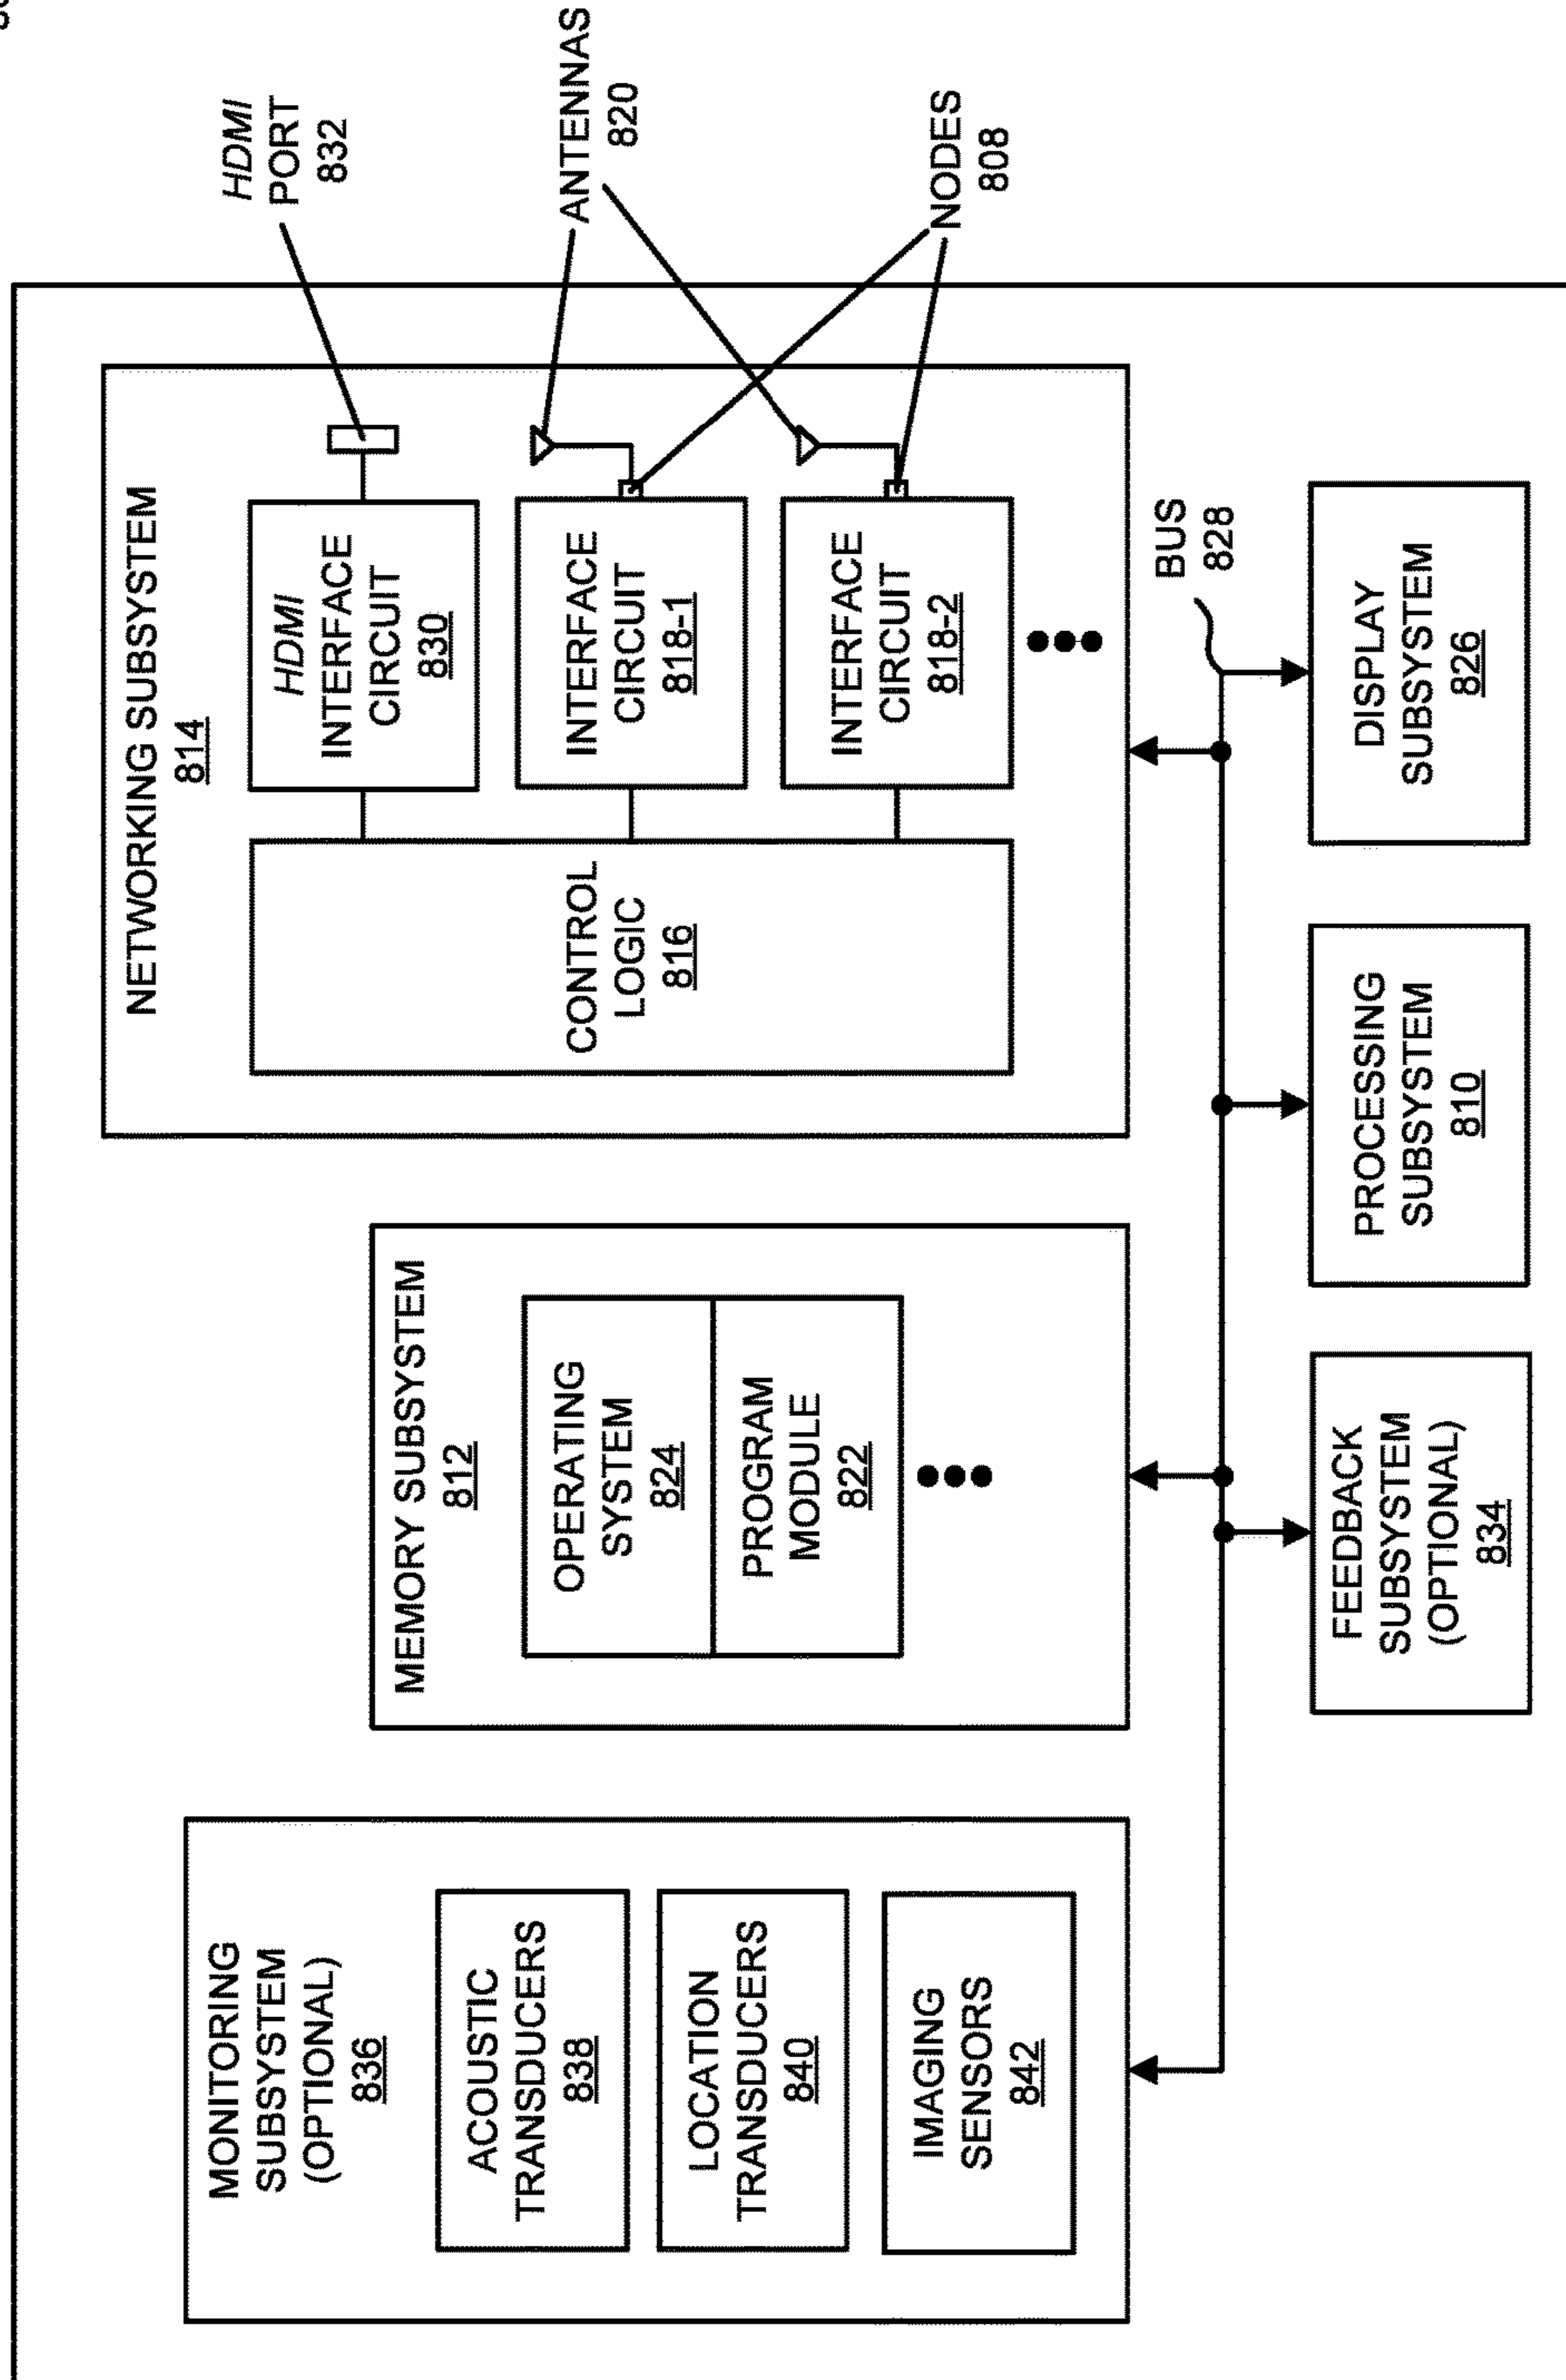 MONITORING
SUBSYSTEM
(OPTIONAL)
836
ACOUSTIC
TRANSDUCERS
838
LOCATION
TRANSDUCERS
840
IMAGING
SENSORS
842
MEMORY SUBSYSTEM
812
OPERATING
SYSTEM
824
PROGRAM
MODULE
822
NETWORKING SUBSYSTEM
814
CONTROL
LOGIC
816
HDMI
INTERFACE
CIRCUIT
830
INTERFACE
CIRCUIT
818-1
INTERFACE
CIRCUIT
818-2
HDMI
PORT
832
ANTENNAS
820
NODES
808
BUS
828
FEEDBACK
SUBSYSTEM
(OPTIONAL)
834
PROCESSING
SUBSYSTEM
810
DISPLAY
SUBSYSTEM
826